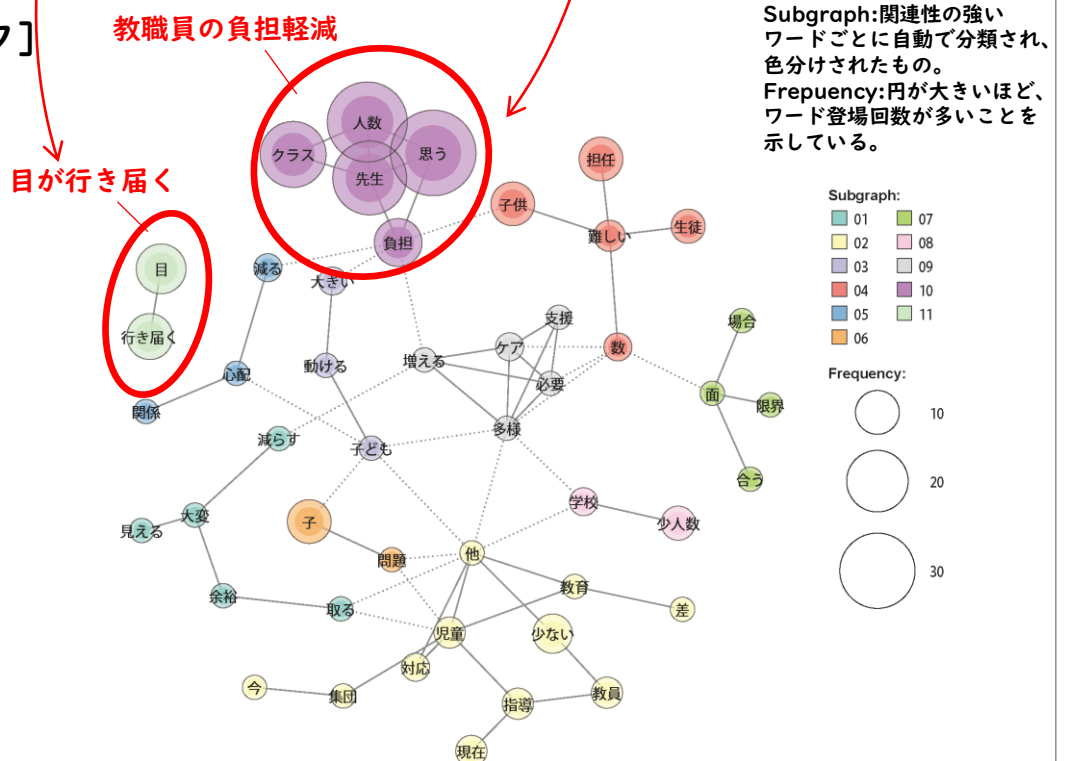 ク]
教職員の負担軽減
Subgraph:関連性の強い
ワードごとに自動で分類され、
色分けされたもの。
Frepuency:円が大きいほど、
ワード登場回数が多いことを
示している。
目が行き届く
人数
クラス
思う
先生
負担
担任
子供
難しい
生徒
目
行き届く
減る
大きい
心配
関係
動ける
増える
支援
ケア
必要
数
多様
場合
面
限界
合う
減らす
子ども
大変
見える
余裕
取る
子
問題
学校
少人数
他
教育
差
児童
少ない
対応
今
集団
指導
教員
現在
Subgraph:
01 07
02 08
03 09
04 10
05 11
06
Frequency:
10
20
30